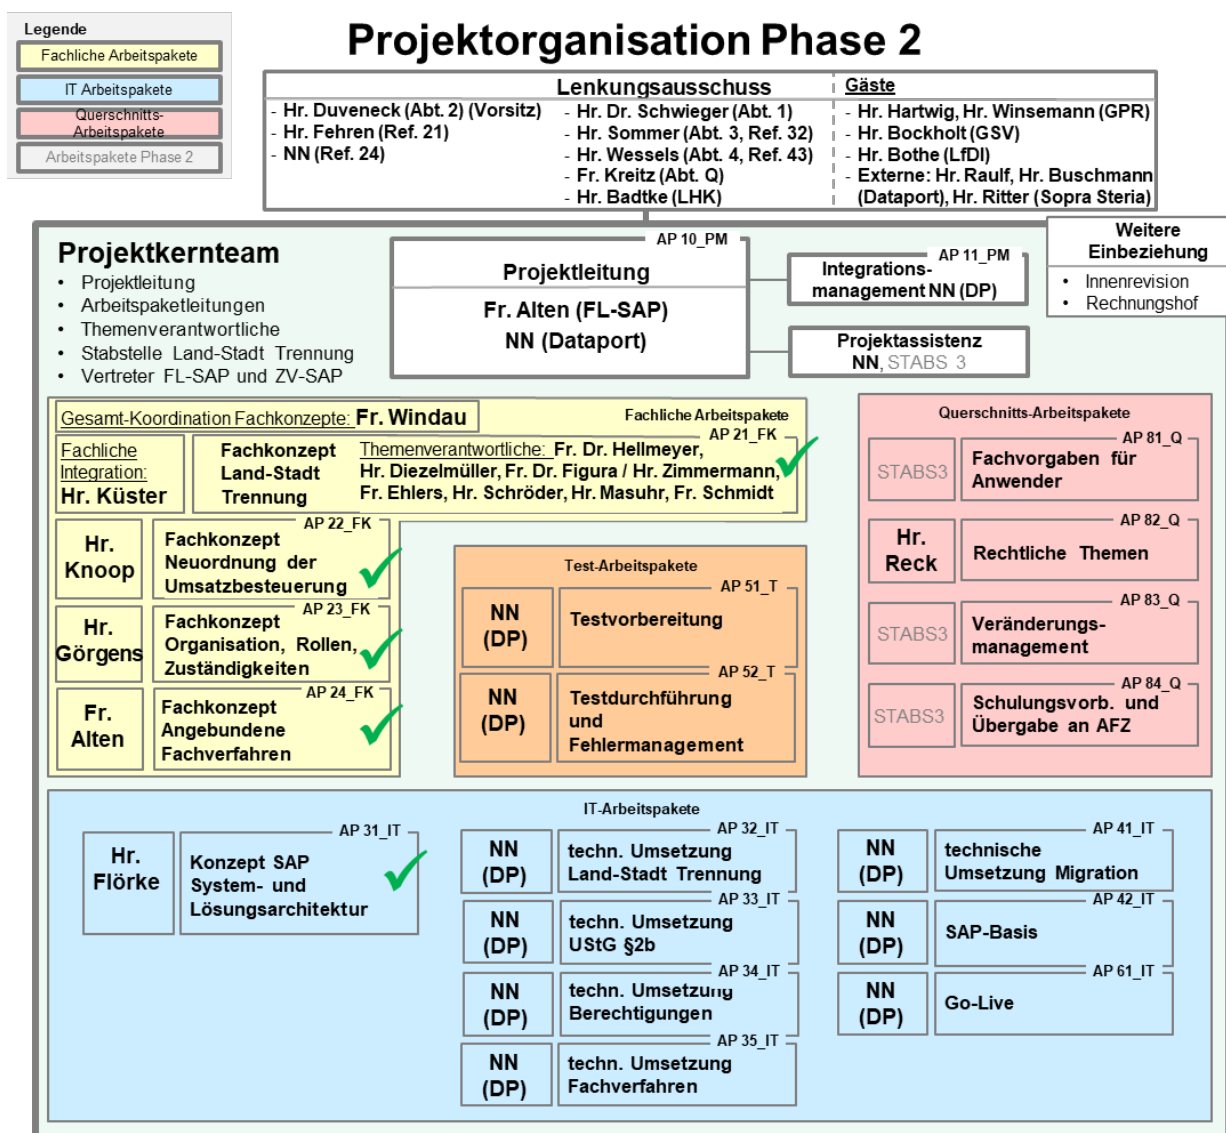 Legende
Fachliche Arbeitspakete
IT Arbeitspakete
Querschnitts-
Arbeitspakete
Arbeitspakete Phase 2
Projektorganisation Phase 2
Lenkungsausschuss
- Hr. Duveneck (Abt. 2) (Vorsitz)
- Hr. Fehren (Ref. 21)
- NN (Ref. 24)
- Hr. Dr. Schwieger (Abt. 1)
- Hr. Sommer (Abt. 3, Ref. 32)
- Hr. Wessels (Abt. 4, Ref. 43)
- Fr. Kreitz (Abt. Q)
- Hr. Badtke (LHK)
Gäste
- Hr. Hartwig, Hr. Winsemann (GPR)
- Hr. Bockholt (GSV)
- Hr. Bothe (LfDI)
- Externe: Hr. Raulf, Hr. Buschmann
(Dataport), Hr. Ritter (Sopra Steria)
Projektkernteam
• Projektleitung
• Arbeitspaketleitungen
• Themenverantwortliche
• Stabstelle Land-Stadt Trennung
• Vertreter FL-SAP und ZV-SAP
AP 10_PM
Projektleitung
Fr. Alten (FL-SAP)
NN (Dataport)
AP 11_PM
Integrations-
management NN (DP)
Projektassistenz
NN, STABS 3
Weitere
Einbeziehung
• Innenrevision
• Rechnungshof
Gesamt-Koordination Fachkonzepte: Fr. Windau
Fachliche Arbeitspakete
Fachliche
Integration:
Hr. Küster
AP 21_FK
Fachkonzept
Land-Stadt
Trennung
Themenverantwortliche: Fr. Dr. Hellmeyer,
Hr. Diezelmüller, Fr. Dr. Figura / Hr. Zimmermann,
Fr. Ehlers, Hr. Schröder, Hr. Masuhr, Fr. Schmidt
AP 22_FK
Hr.
Knoop
Fachkonzept
Neuordnung der
Umsatzbesteuerung
AP 23_FK
Hr.
Görgens
Fachkonzept
Organisation, Rollen,
Zuständigkeiten
AP 24_FK
Fr.
Alten
Fachkonzept
Angebundene
Fachverfahren
Test-Arbeitspakete
AP 51_T
NN
(DP)
Testvorbereitung
AP 52_T
NN
(DP)
Testdurchführung
und
Fehlermanagement
Querschnitts-Arbeitspakete
AP 81_Q
STABS3
Fachvorgaben für
Anwender
AP 82_Q
Hr.
Reck
Rechtliche Themen
AP 83_Q
STABS3
Veränderungs-
management
AP 84_Q
STABS3
Schulungsvorb. und
Übergabe an AFZ
IT-Arbeitspakete
AP 31_IT
Hr.
Flörke
Konzept SAP
System- und
Lösungsarchitektur
AP 32_IT
NN
(DP)
techn. Umsetzung
Land-Stadt Trennung
AP 33_IT
NN
(DP)
techn. Umsetzung
UStG §2b
AP 34_IT
NN
(DP)
techn. Umsetzung
Berechtigungen
AP 35_IT
NN
(DP)
techn. Umsetzung
Fachverfahren
AP 41_IT
NN
(DP)
technische
Umsetzung Migration
AP 42_IT
NN
(DP)
SAP-Basis
AP 61_IT
NN
(DP)
Go-Live